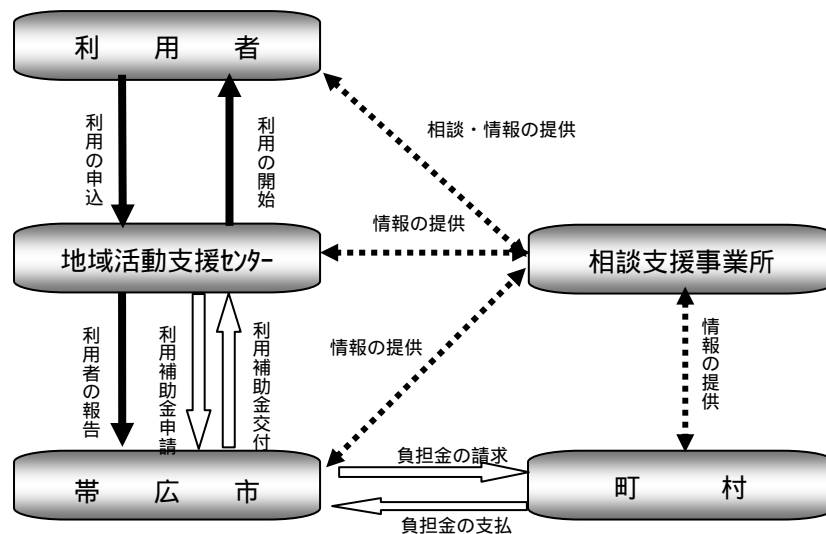 利用者
利用の申込
利用の開始
相談・情報の提供
情報の提供
地域活動支援ｾﾝﾀｰ
相談支援事業所
利用者の報告
利用補助金申請
利用補助金交付
情報の提供
情報の提供
帯広市
負担金の請求
負担金の支払
町村